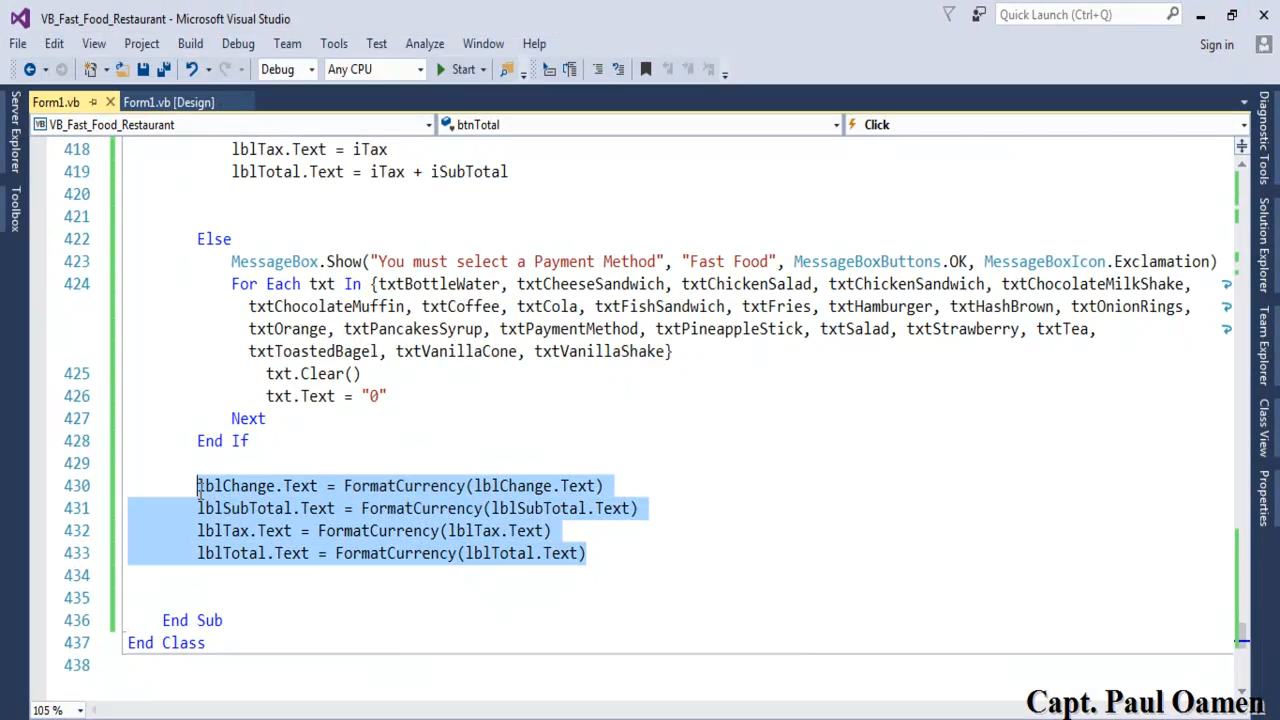 VB_Fast_Food_Restaurant - Microsoft Visual Studio
Quick Launch (Ctrl+Q)
File Edit View Project Build Debug Team Tools Test Analyze Window Help
Sign in
Debug Any CPU Start
Form1.vb Form1.vb [Design]
VB_Fast_Food_Restaurant btnTotal Click
Server Explorer
Toolbox
418 lblTax.Text = iTax
419 lblTotal.Text = iTax + iSubTotal
420
421
422 Else
423 MessageBox.Show("You must select a Payment Method", "Fast Food", MessageBoxButtons.OK, MessageBoxIcon.Exclamation)
424 For Each txt In {txtBottleWater, txtCheeseSandwich, txtChickenSalad, txtChickenSandwich, txtChocolateMilkShake,
txtChocolateMuffin, txtCoffee, txtCola, txtFishSandwich, txtFries, txtHamburger, txtHashBrown, txtOnionRings,
txtOrange, txtPancakesSyrup, txtPaymentMethod, txtPineappleStick, txtSalad, txtStrawberry, txtTea,
txtToastedBagel, txtVanillaCone, txtVanillaShake}
425 txt.Clear()
426 txt.Text = "0"
427 Next
428 End If
429
430 lblChange.Text = FormatCurrency(lblChange.Text)
431 lblSubTotal.Text = FormatCurrency(lblSubTotal.Text)
432 lblTax.Text = FormatCurrency(lblTax.Text)
433 lblTotal.Text = FormatCurrency(lblTotal.Text)
434
435
436 End Sub
437 End Class
438
Diagnostic Tools
Solution Explorer
Team Explorer
Class View
Properties
105 %
Capt. Paul Oamen